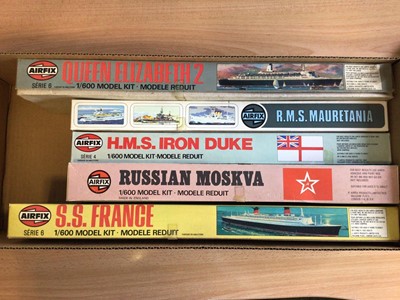 AIRFIX
QUEEN ELIZABETH 2
SÉRIE 6
1/600 MODEL KIT · MODELE REDUIT
AIRFIX
R.M.S. MAURETANIA
AIRFIX
H.M.S. IRON DUKE
SÉRIE 4
1/600 MODEL KIT · MODELE REDUIT
AIRFIX
RUSSIAN MOSKVA
1/600 MODEL KIT · MODELE REDUIT
MADE IN ENGLAND
AIRFIX
S.S. FRANCE
SÉRIE 6
1/600 MODEL KIT · MODELE REDUIT